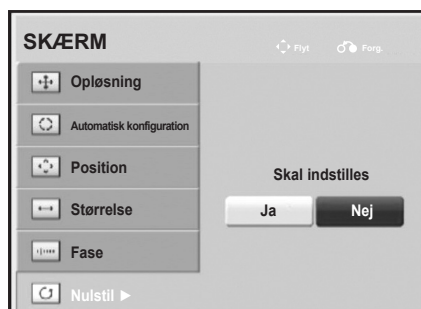 SKÆRM
Flyt Forg.
Opløsning
Automatisk konfiguration
Position
Størrelse
Fase
Nulstil ►
Skal indstilles
Ja Nej